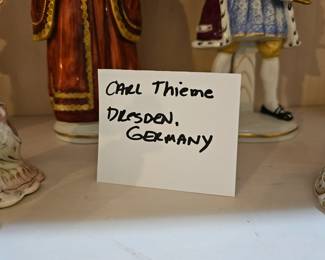 Carl Thieme
Dresden.
Germany